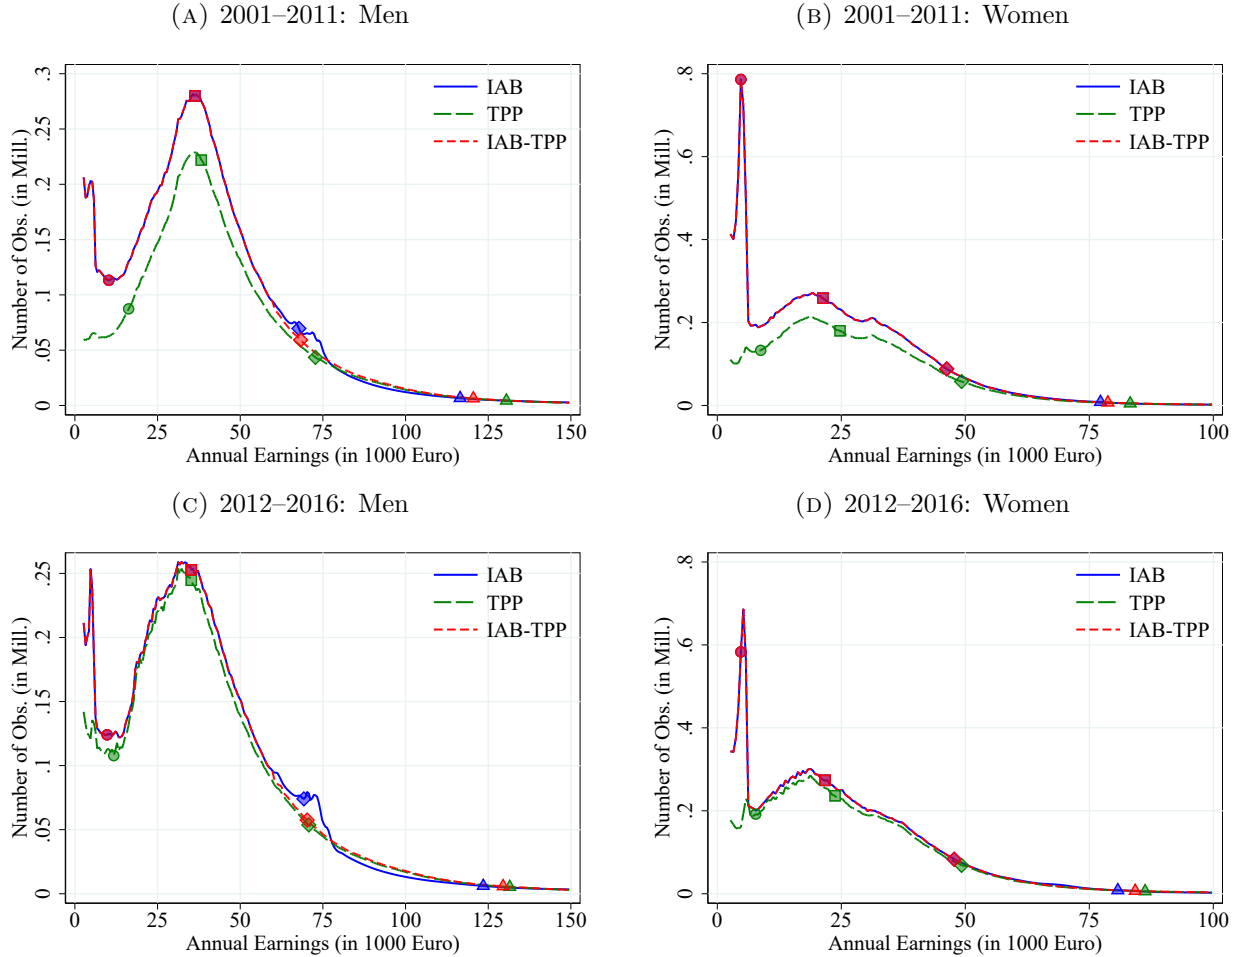 (A) 2001–2011: Men
Number of Obs. (in Mill.)
.3
.25
.2
.15
.1
.05
0
IAB
TPP
IAB-TPP
0 25 50 75 100 125 150
Annual Earnings (in 1000 Euro)
(B) 2001–2011: Women
Number of Obs. (in Mill.)
.8
.6
.4
.2
0
IAB
TPP
IAB-TPP
0 25 50 75 100
Annual Earnings (in 1000 Euro)
(C) 2012–2016: Men
Number of Obs. (in Mill.)
.25
.2
.15
.1
.05
0
IAB
TPP
IAB-TPP
0 25 50 75 100 125 150
Annual Earnings (in 1000 Euro)
(D) 2012–2016: Women
Number of Obs. (in Mill.)
.8
.6
.4
.2
0
IAB
TPP
IAB-TPP
0 25 50 75 100
Annual Earnings (in 1000 Euro)